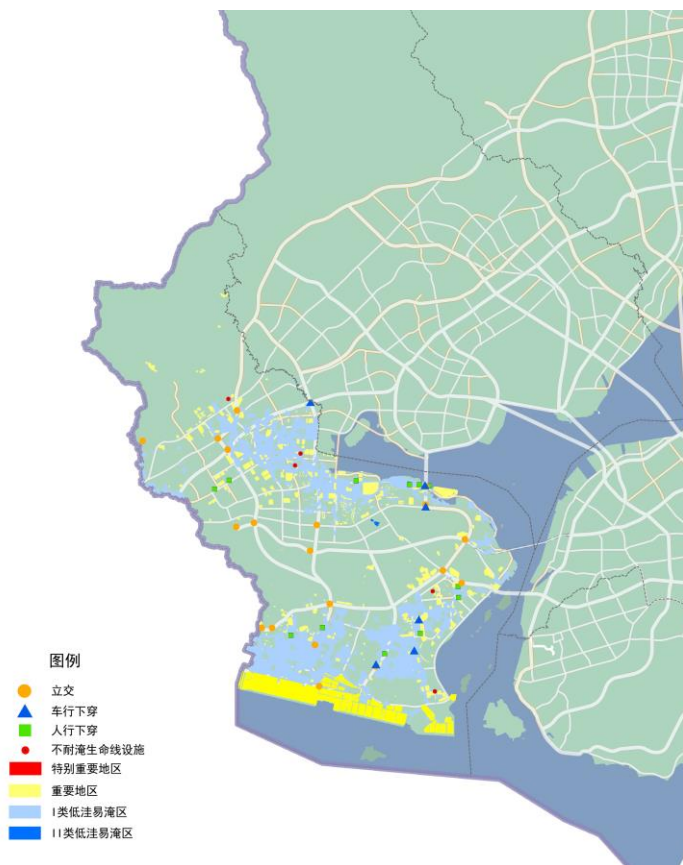 图例
立交
车行下穿
人行下穿
不耐淹生命线设施
特别重要地区
重要地区
I类低洼易淹区
II类低洼易淹区